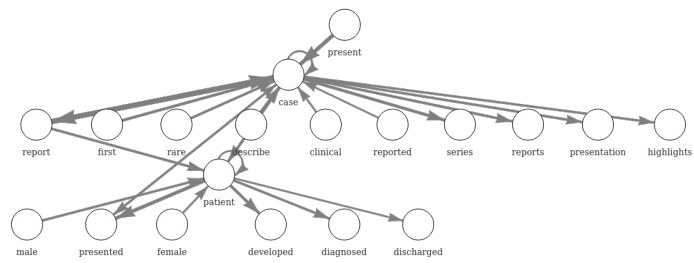 present
case
report first rare describe clinical reported series reports presentation highlights
patient
male presented female developed diagnosed discharged